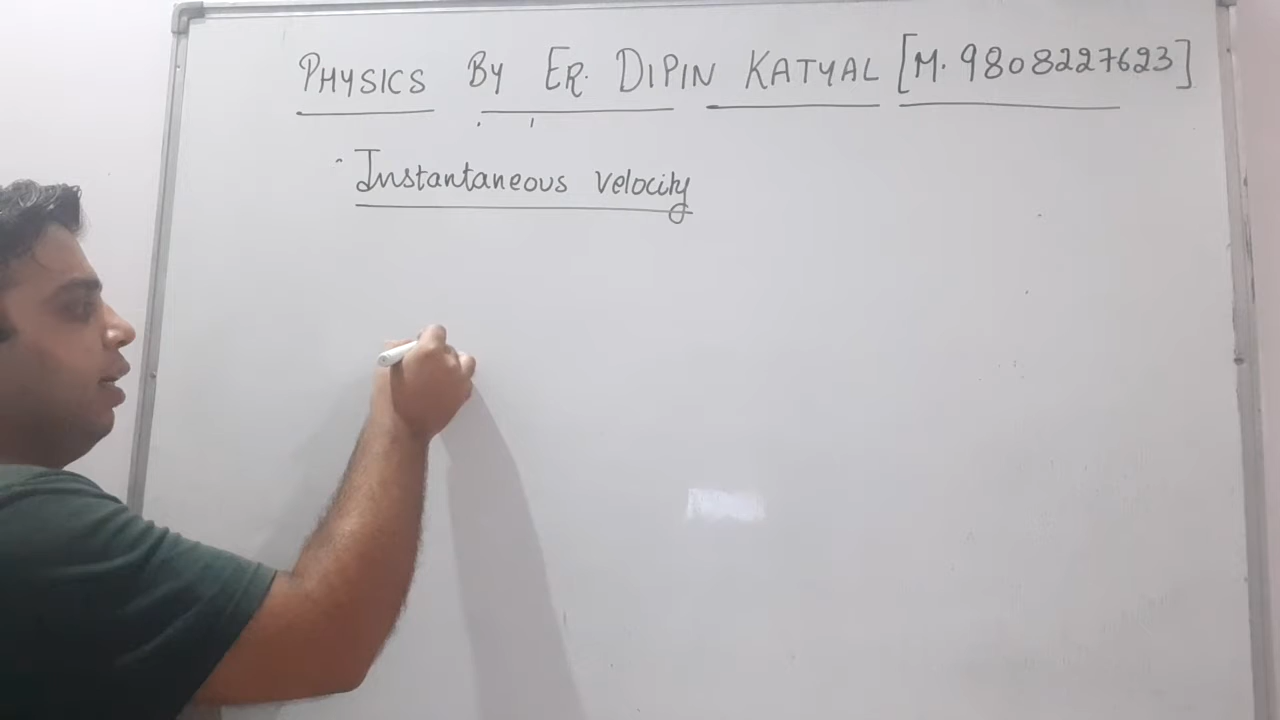 PHYSICS BY ER. DIPIN KATYAL [M. 9808227623]
Instantaneous velocity